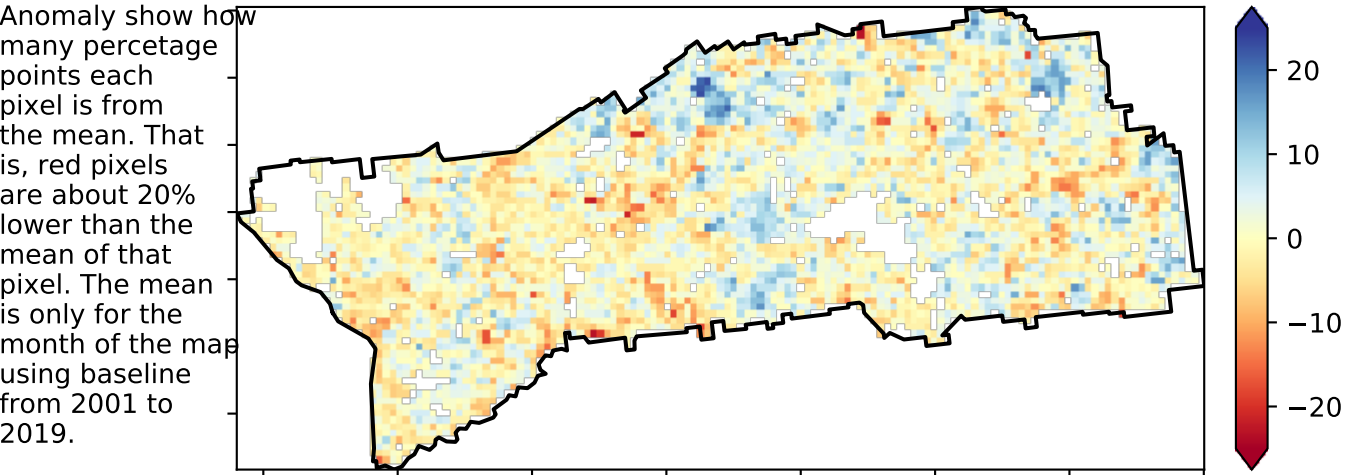 Anomaly show how
many percetage
points each
pixel is from
the mean. That
is, red pixels
are about 20%
lower than the
mean of that
pixel. The mean
is only for the
month of the map
using baseline
from 2001 to
2019.
20
10
0
−10
−20